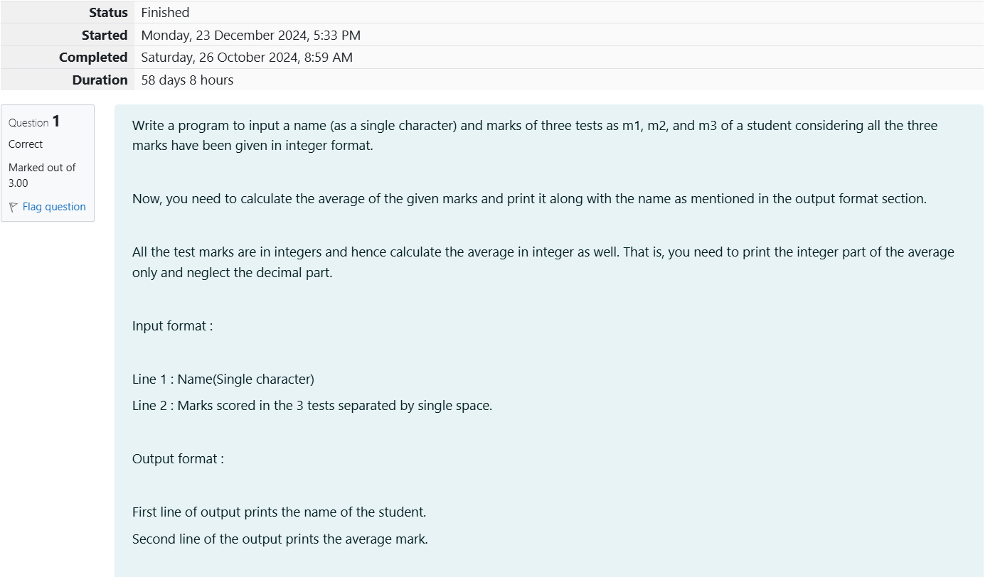 Status Finished
Started Monday, 23 December 2024, 5:33 PM
Completed Saturday, 26 October 2024, 8:59 AM
Duration 58 days 8 hours
Question 1
Correct
Marked out of
3.00
Flag question
Write a program to input a name (as a single character) and marks of three tests as m1, m2, and m3 of a student considering all the three
marks have been given in integer format.
Now, you need to calculate the average of the given marks and print it along with the name as mentioned in the output format section.
All the test marks are in integers and hence calculate the average in integer as well. That is, you need to print the integer part of the average
only and neglect the decimal part.
Input format :
Line 1 : Name(Single character)
Line 2 : Marks scored in the 3 tests separated by single space.
Output format :
First line of output prints the name of the student.
Second line of the output prints the average mark.